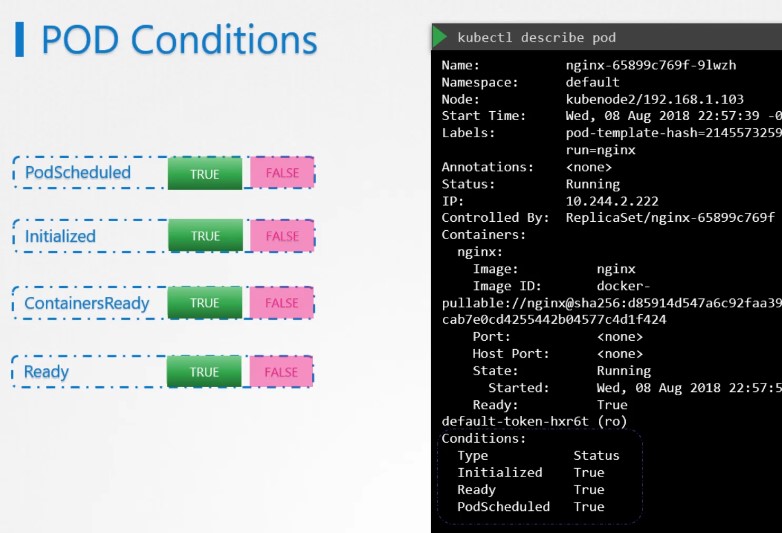 POD Conditions
PodScheduled TRUE FALSE
Initialized TRUE FALSE
ContainersReady TRUE FALSE
Ready TRUE FALSE
kubectl describe pod
Name: nginx-65899c769f-9lwzh
Namespace: default
Node: kubenode2/192.168.1.103
Start Time: Wed, 08 Aug 2018 22:57:39 -0
Labels: pod-template-hash=2145573259
run=nginx
Annotations: <none>
Status: Running
IP: 10.244.2.222
Controlled By: ReplicaSet/nginx-65899c769f
Containers:
nginx:
Image: nginx
Image ID: docker-
pullable://nginx@sha256:d85914d547a6c92faa39
cab7e0cd4255442b04577c4d1f424
Port: <none>
Host Port: <none>
State: Running
Started: Wed, 08 Aug 2018 22:57:5
Ready: True
default-token-hxr6t (ro)
Conditions:
Type Status
Initialized True
Ready True
PodScheduled True